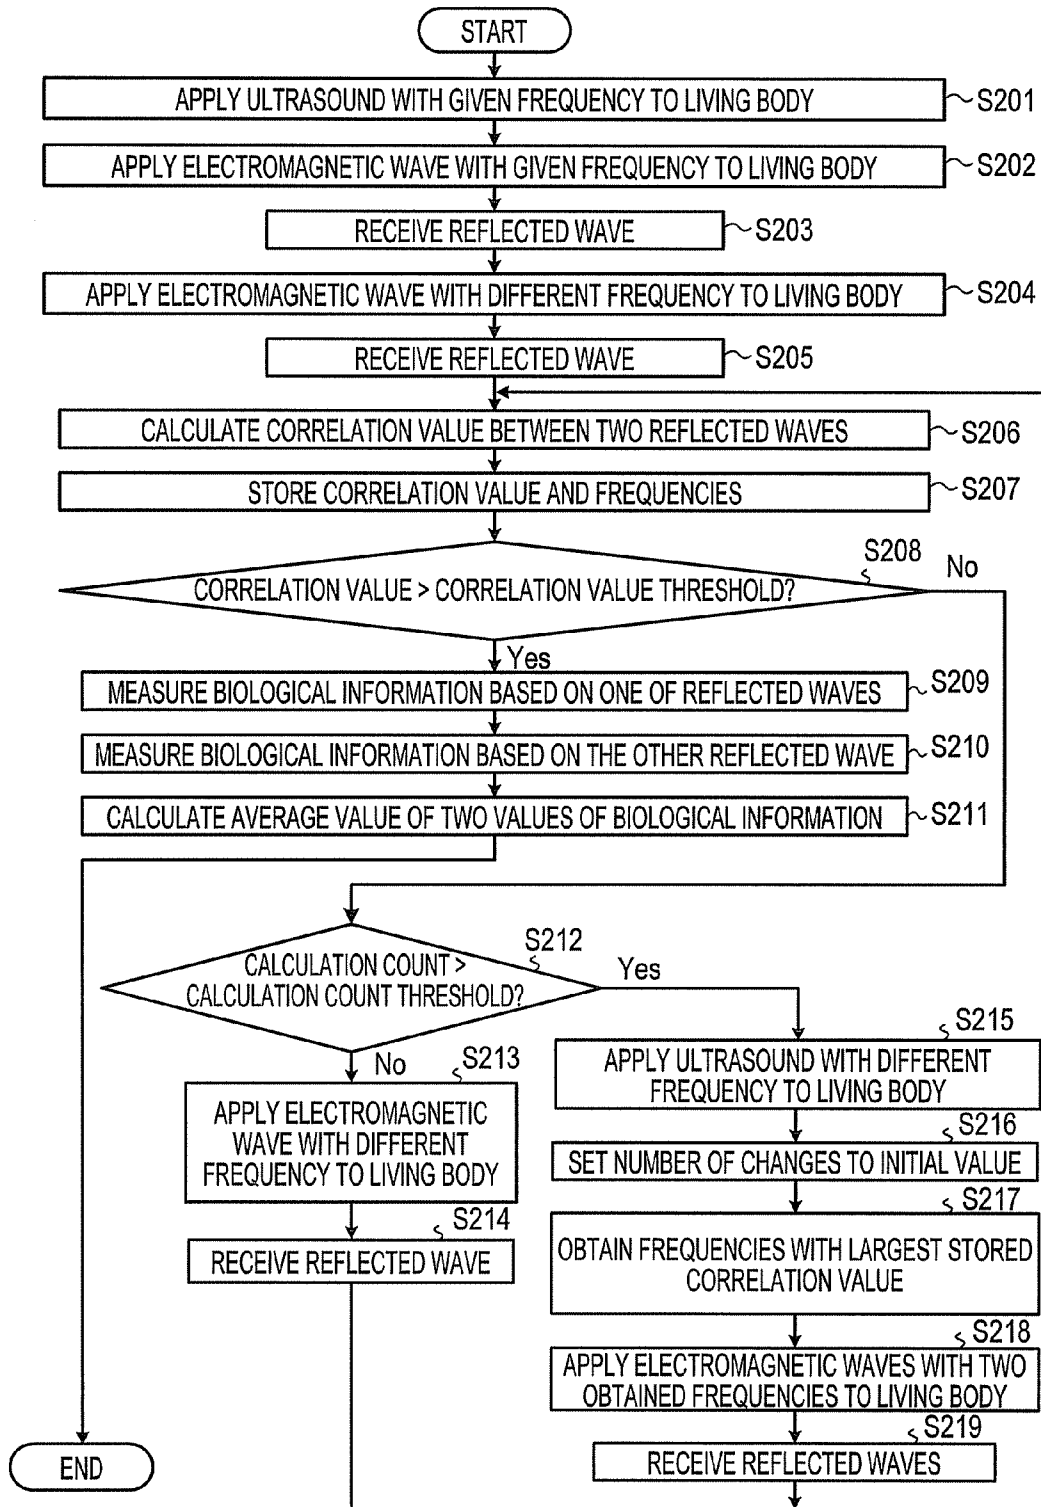 START
APPLY ULTRASOUND WITH GIVEN FREQUENCY TO LIVING BODY
S201
APPLY ELECTROMAGNETIC WAVE WITH GIVEN FREQUENCY TO LIVING BODY
S202
RECEIVE REFLECTED WAVE
S203
APPLY ELECTROMAGNETIC WAVE WITH DIFFERENT FREQUENCY TO LIVING BODY
S204
RECEIVE REFLECTED WAVE
S205
CALCULATE CORRELATION VALUE BETWEEN TWO REFLECTED WAVES
S206
STORE CORRELATION VALUE AND FREQUENCIES
S207
S208
CORRELATION VALUE > CORRELATION VALUE THRESHOLD?
No
Yes
MEASURE BIOLOGICAL INFORMATION BASED ON ONE OF REFLECTED WAVES
S209
MEASURE BIOLOGICAL INFORMATION BASED ON THE OTHER REFLECTED WAVE
S210
CALCULATE AVERAGE VALUE OF TWO VALUES OF BIOLOGICAL INFORMATION
S211
S212
CALCULATION COUNT >
CALCULATION COUNT THRESHOLD?
Yes
No
S213
APPLY ELECTROMAGNETIC
WAVE WITH DIFFERENT
FREQUENCY TO LIVING BODY
S214
RECEIVE REFLECTED WAVE
S215
APPLY ULTRASOUND WITH DIFFERENT
FREQUENCY TO LIVING BODY
S216
SET NUMBER OF CHANGES TO INITIAL VALUE
S217
OBTAIN FREQUENCIES WITH LARGEST STORED
CORRELATION VALUE
S218
APPLY ELECTROMAGNETIC WAVES WITH TWO
OBTAINED FREQUENCIES TO LIVING BODY
S219
RECEIVE REFLECTED WAVES
END